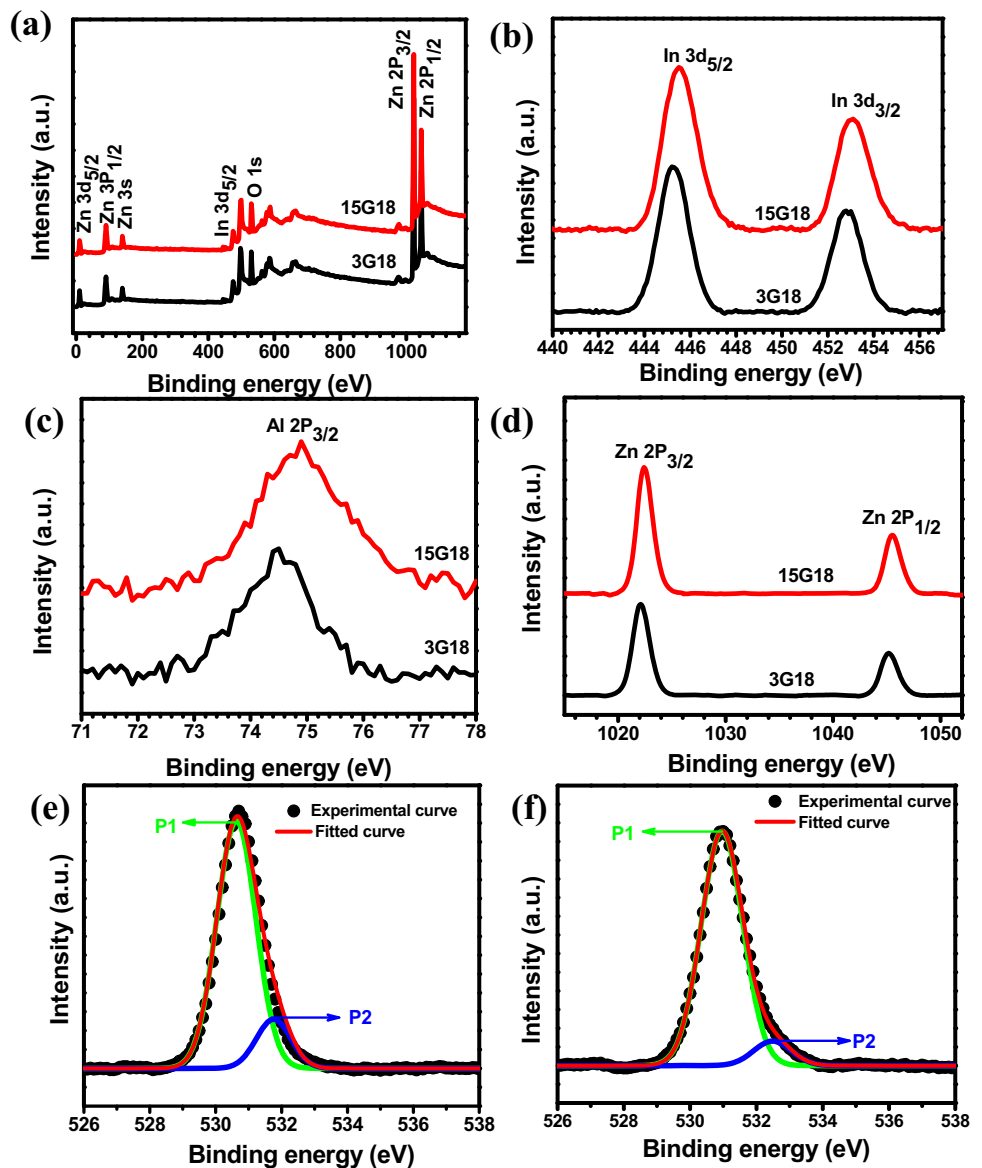 (a)
Intensity (a.u.)
Zn 3d5/2
Zn 3P1/2
Zn 3s
In 3d5/2
O 1s
Zn 2P3/2
Zn 2P1/2
15G18
3G18
0 200 400 600 800 1000
Binding energy (eV)
(b)
Intensity (a.u.)
In 3d5/2
In 3d3/2
15G18
3G18
440 442 444 446 448 450 452 454 456
Binding energy (eV)
(c)
Intensity (a.u.)
Al 2P3/2
15G18
3G18
71 72 73 74 75 76 77 78
Binding energy (eV)
(d)
Intensity (a.u.)
Zn 2P3/2
Zn 2P1/2
15G18
3G18
1020 1030 1040 1050
Binding energy (eV)
(e)
Intensity (a.u.)
Experimental curve
Fitted curve
P1
P2
526 528 530 532 534 536 538
Binding energy (eV)
(f)
Intensity (a.u.)
Experimental curve
Fitted curve
P1
P2
526 528 530 532 534 536 538
Binding energy (eV)